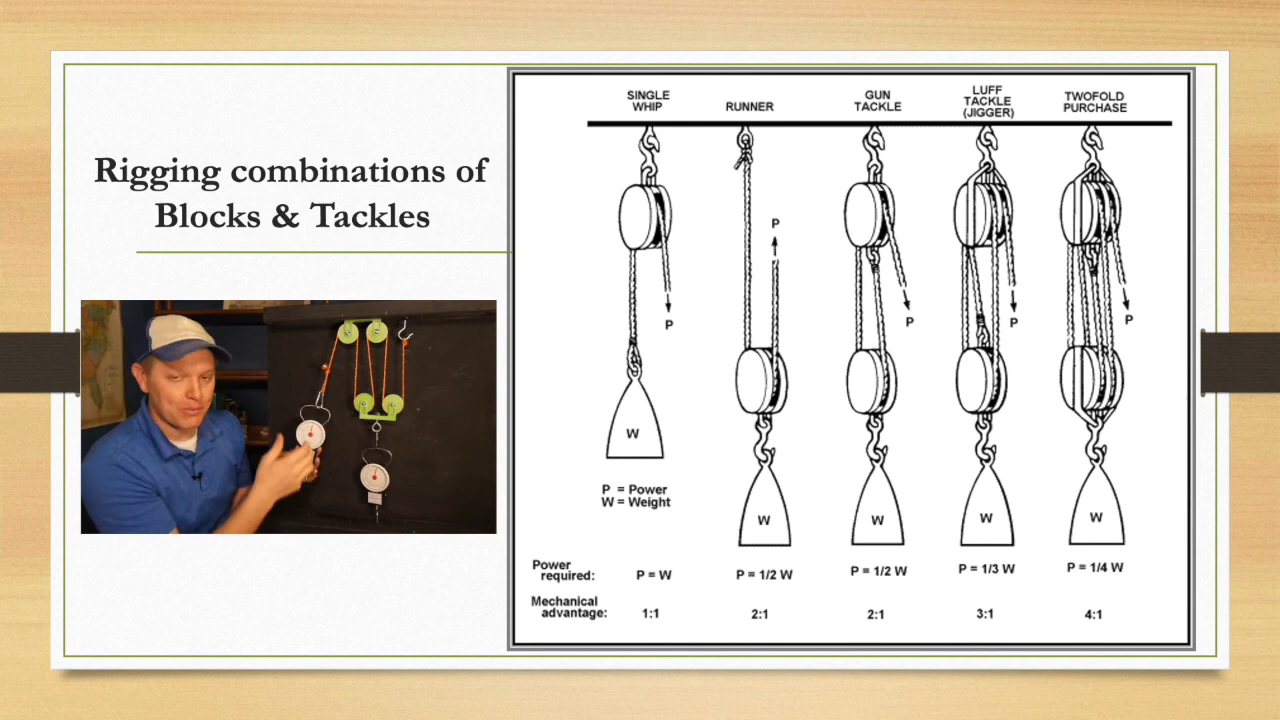 Rigging combinations of
Blocks & Tackles
SINGLE
WHIP
RUNNER
GUN
TACKLE
LUFF
TACKLE
(JIGGER)
TWOFOLD
PURCHASE
P
P
P
P
P
W
W
W
W
W
P = Power
W = Weight
Power
required:
P = W
P = 1/2 W
P = 1/2 W
P = 1/3 W
P = 1/4 W
Mechanical
advantage:
1:1
2:1
2:1
3:1
4:1